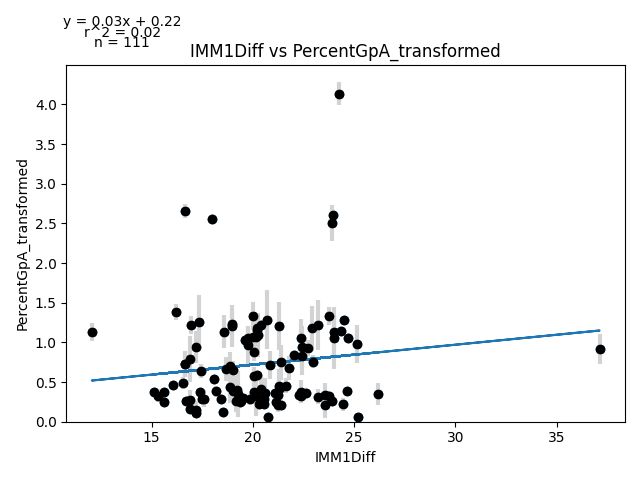 y = 0.03x + 0.22
r^2 = 0.02
n = 111
IMM1Diff vs PercentGpA_transformed
PercentGpA_transformed
4.0
3.5
3.0
2.5
2.0
1.5
1.0
0.5
0.0
15
20
25
30
35
IMM1Diff